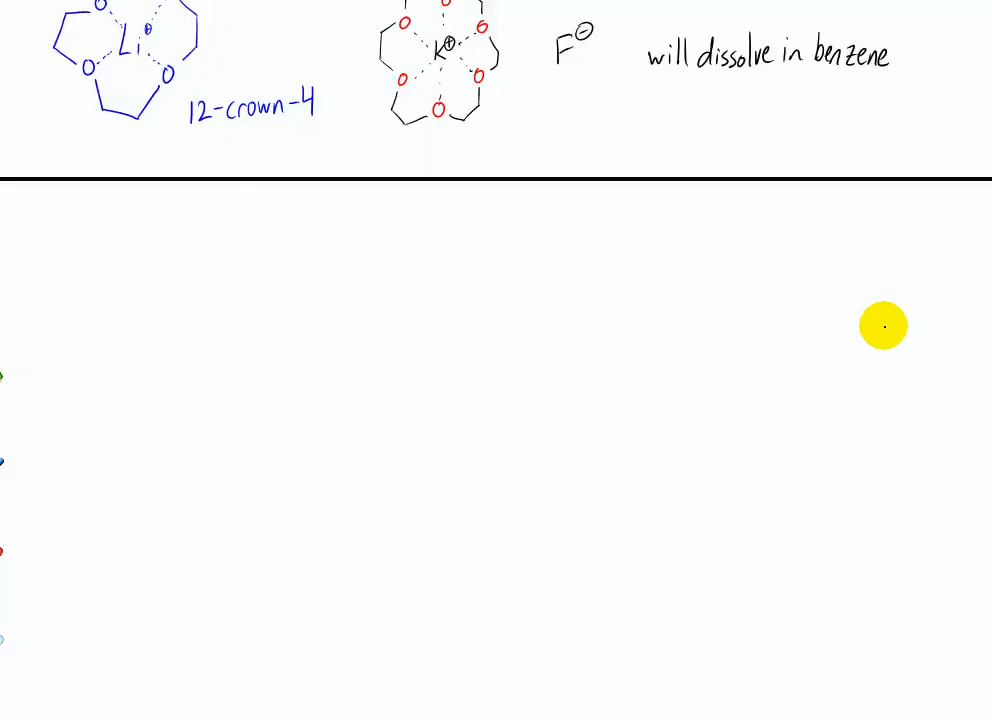 O Li ⊕ O O
12-crown-4
O O O K⊕ O O O
F⊖ will dissolve in benzene